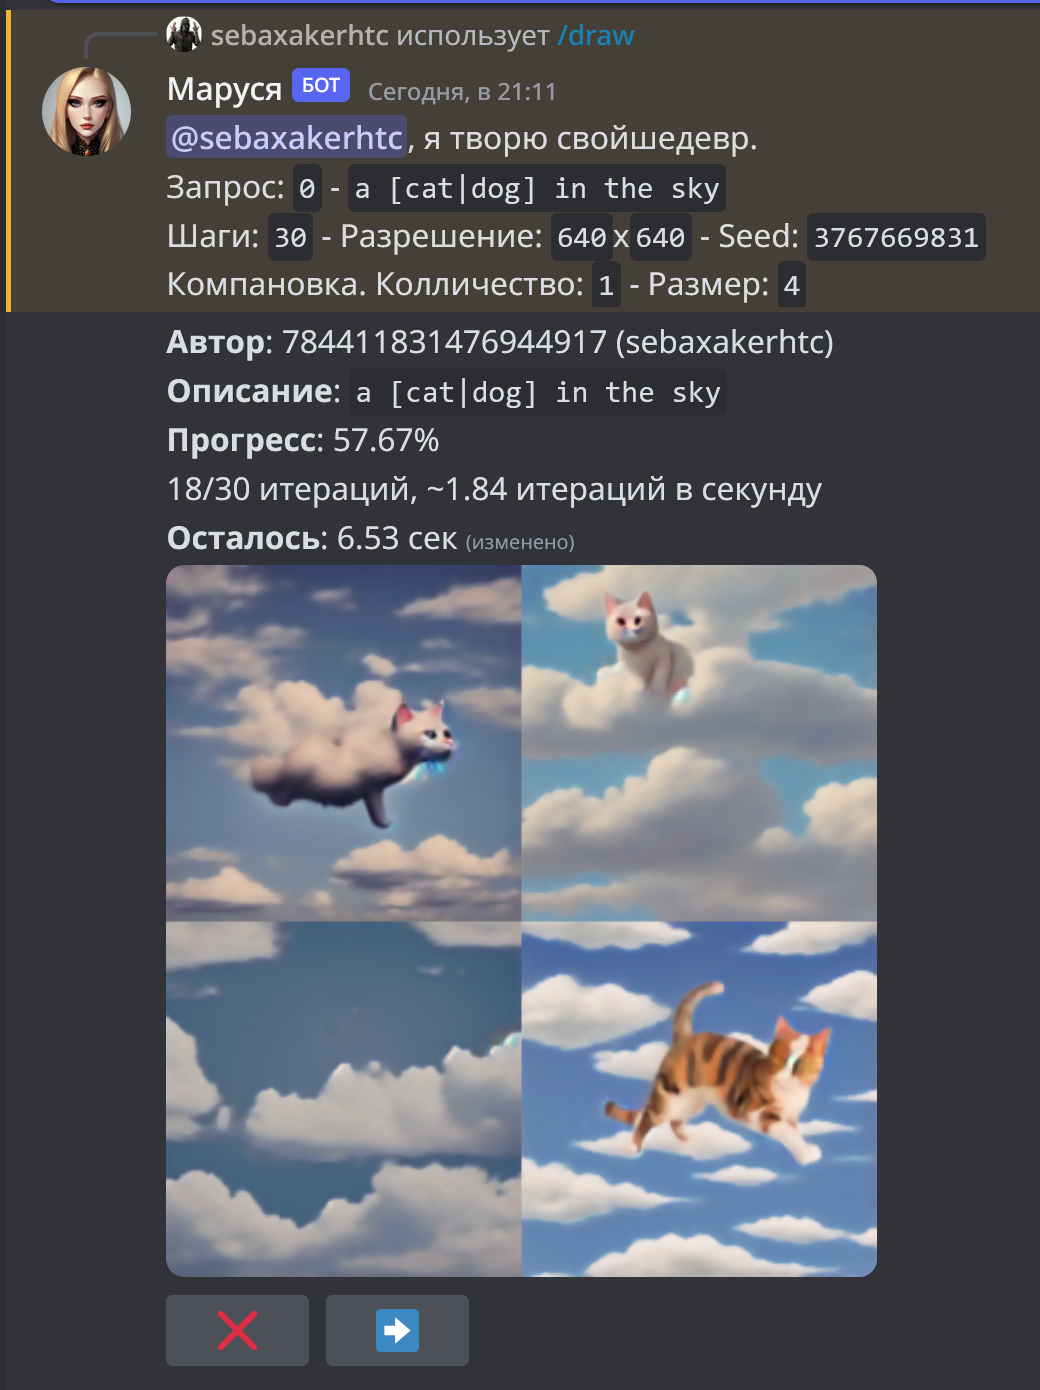 sebaxakerhtc использует /draw
Маруся БОТ Сегодня, в 21:11
@sebaxakerhtc, я творю свойшедевр.
Запрос: 0 - a [cat|dog] in the sky
Шаги: 30 - Разрешение: 640x640 - Seed: 3767669831
Компановка. Колличество: 1 - Размер: 4
Автор: 784411831476944917 (sebaxakerhtc)
Описание: a [cat|dog] in the sky
Прогресс: 57.67%
18/30 итераций, ~1.84 итераций в секунду
Осталось: 6.53 сек (изменено)